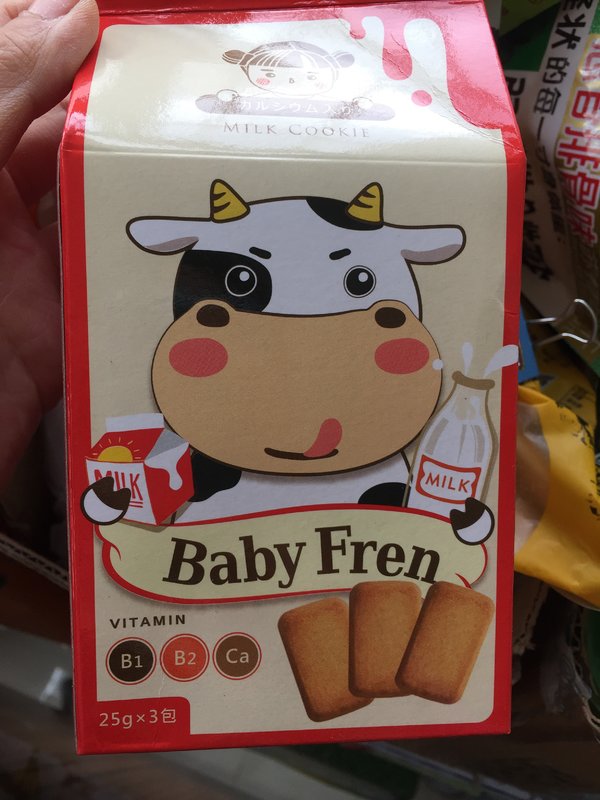 カルシウム入り
MILK COOKIE
MILK
MILK
Baby Fren
VITAMIN
B1 B2 Ca
25g×3包